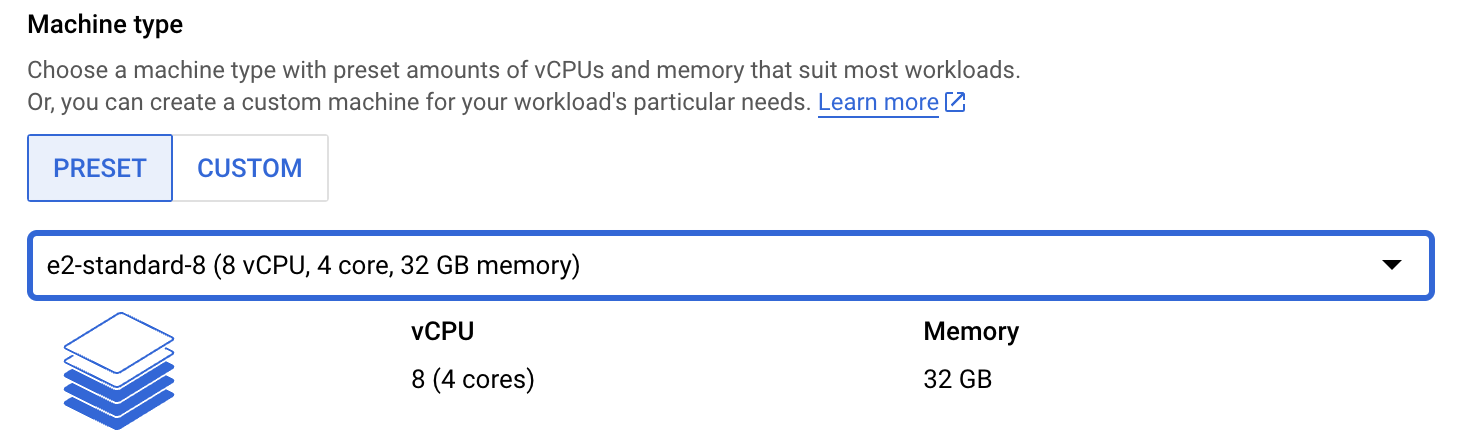 Machine type
Choose a machine type with preset amounts of vCPUs and memory that suit most workloads.
Or, you can create a custom machine for your workload's particular needs. Learn more
PRESET CUSTOM
e2-standard-8 (8 vCPU, 4 core, 32 GB memory)
vCPU Memory
8 (4 cores) 32 GB